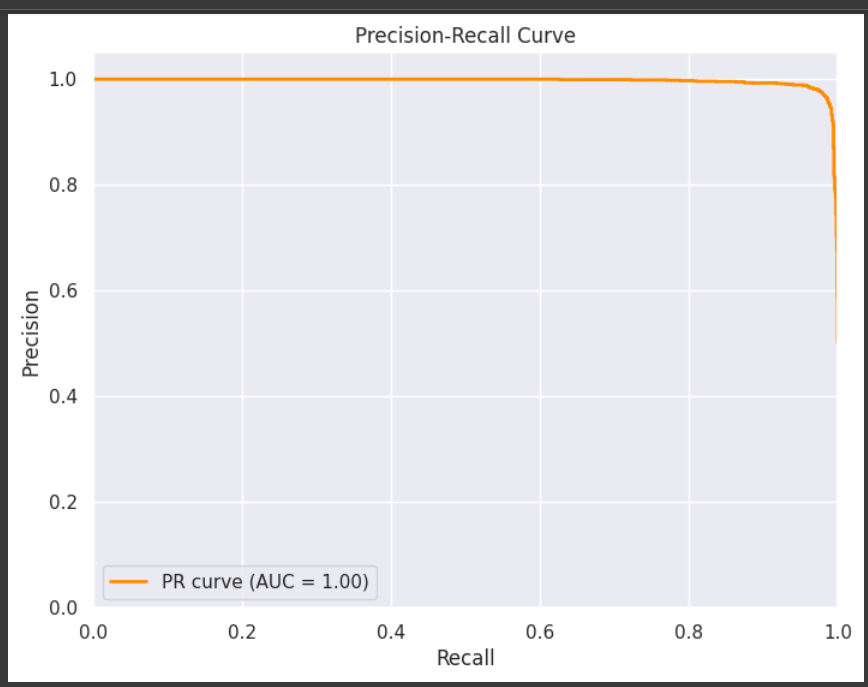 Precision-Recall Curve
1.0
0.8
0.6
0.4
0.2
0.0
Precision
PR curve (AUC = 1.00)
0.0 0.2 0.4 0.6 0.8 1.0
Recall